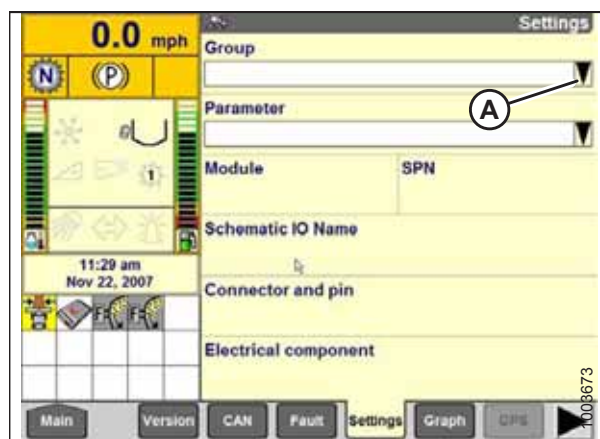 0.0 mph
Settings
Group
N
(P)
A
Parameter
1
Module
SPN
Schematic IO Name
11:29 am
Nov 22, 2007
Connector and pin
F
F
Electrical component
Main
Version
CAN
Fault
Settings
Graph
GPS
1003673